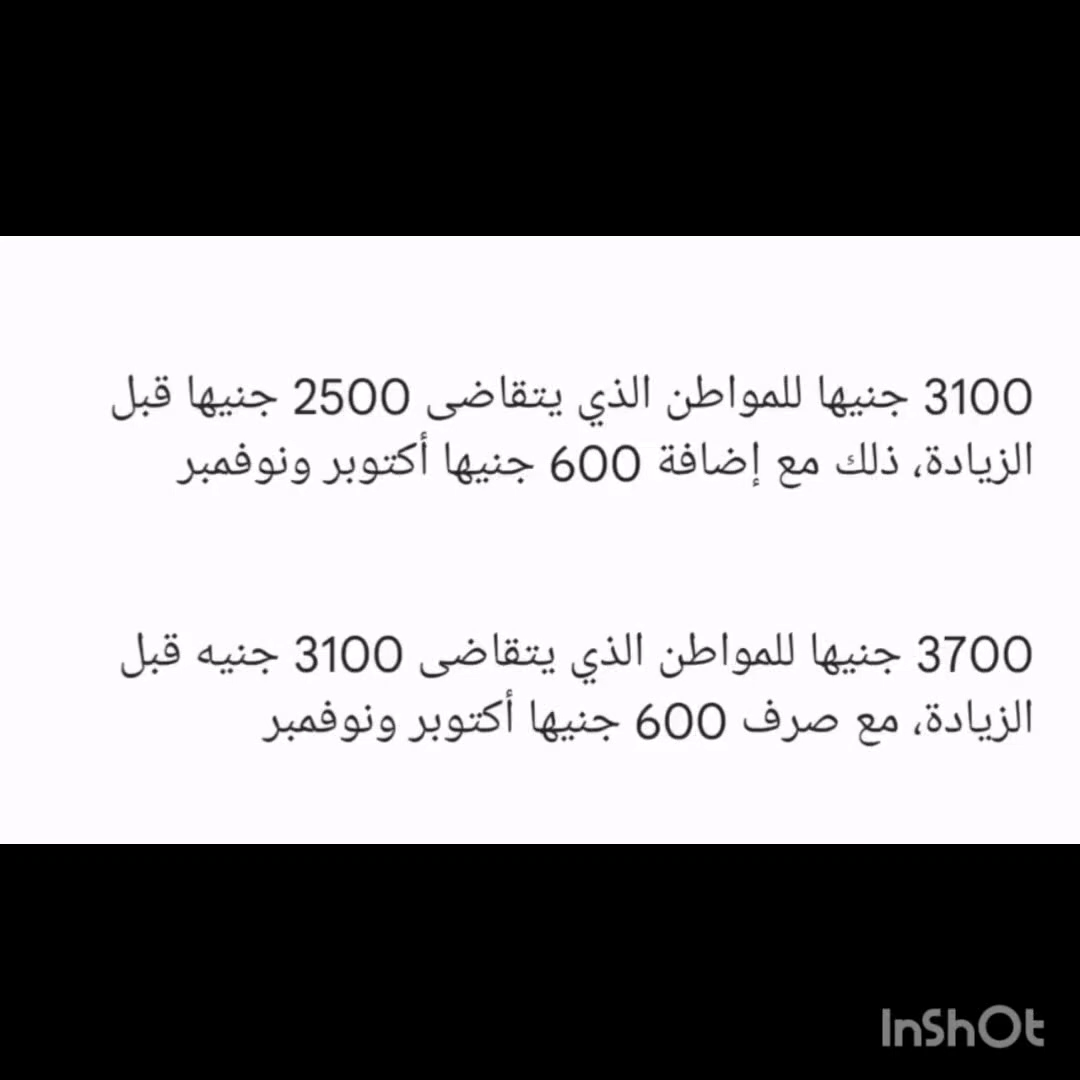 3100 جنيها للمواطن الذي يتقاضى 2500 جنيها قبل
الزيادة، ذلك مع إضافة 600 جنيها أكتوبر ونوفمبر
3700 جنيها للمواطن الذي يتقاضى 3100 جنيه قبل
الزيادة، مع صرف 600 جنيها أكتوبر ونوفمبر
InShOt